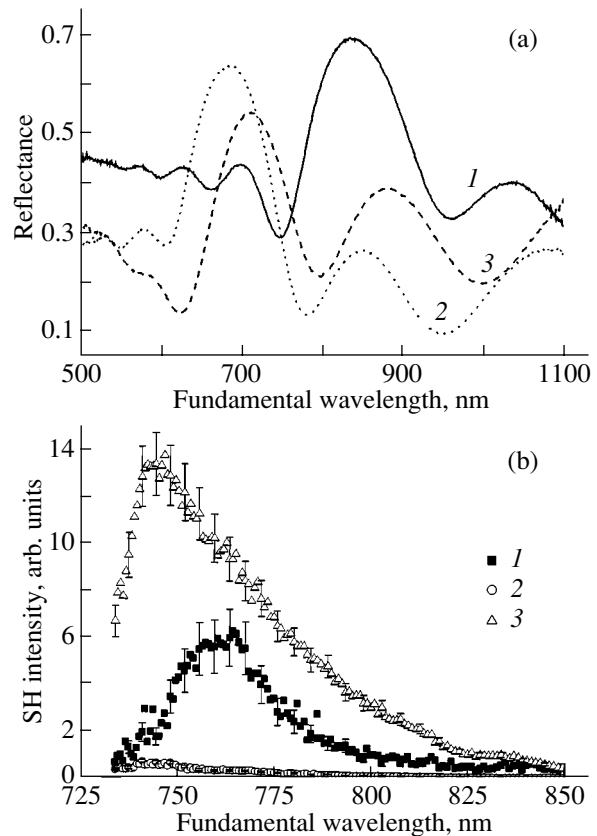 (a)
0.7
0.5
0.3
0.1
Reflectance
1
3
2
500 700 800 900 1100
Fundamental wavelength, nm
(b)
14
10
6
2
0
SH intensity, arb. units
1
2
3
725 750 775 800 825 850
Fundamental wavelength, nm